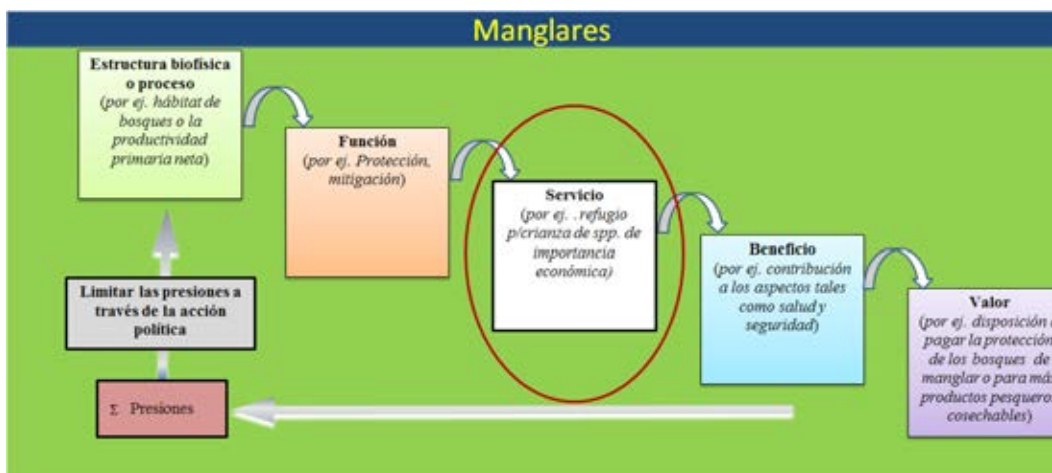 Manglares
Estructura biofísica
o proceso
(por ej. hábitat de
bosques o la
productividad
primaria neta)
Función
(por ej. Protección,
mitigación)
Servicio
(por ej. . refugio
p/crianza de spp. de
importancia
económica)
Beneficio
(por ej. contribución
a los aspectos tales
como salud y
seguridad)
Valor
(por ej. disposición
pagar la protección
de los bosques de
manglar o para más
productos pesqueros
cosechables)
Limitar las presiones a
través de la acción
política
Σ Presiones